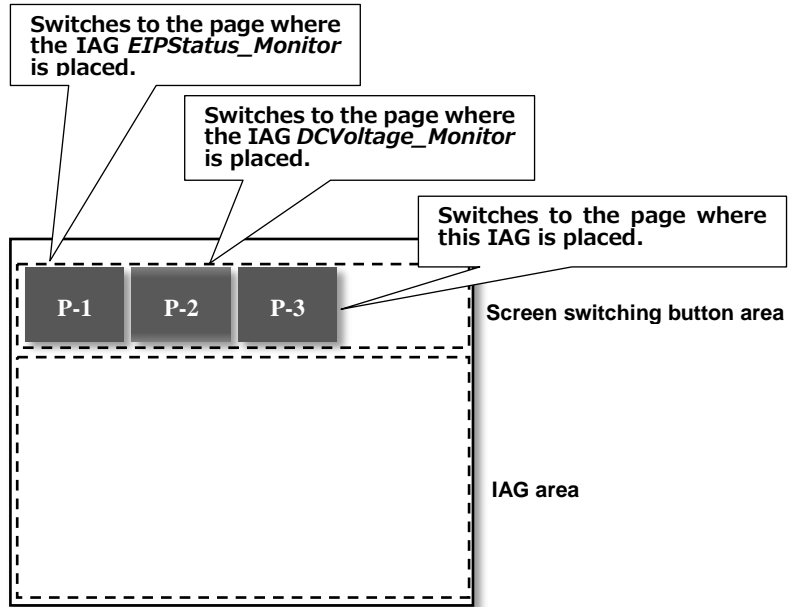 Switches to the page where
the IAG EIPStatus_Monitor
is placed.
Switches to the page where
the IAG DCVoltage_Monitor
is placed.
Switches to the page where
this IAG is placed.
P-1 P-2 P-3
Screen switching button area
IAG area